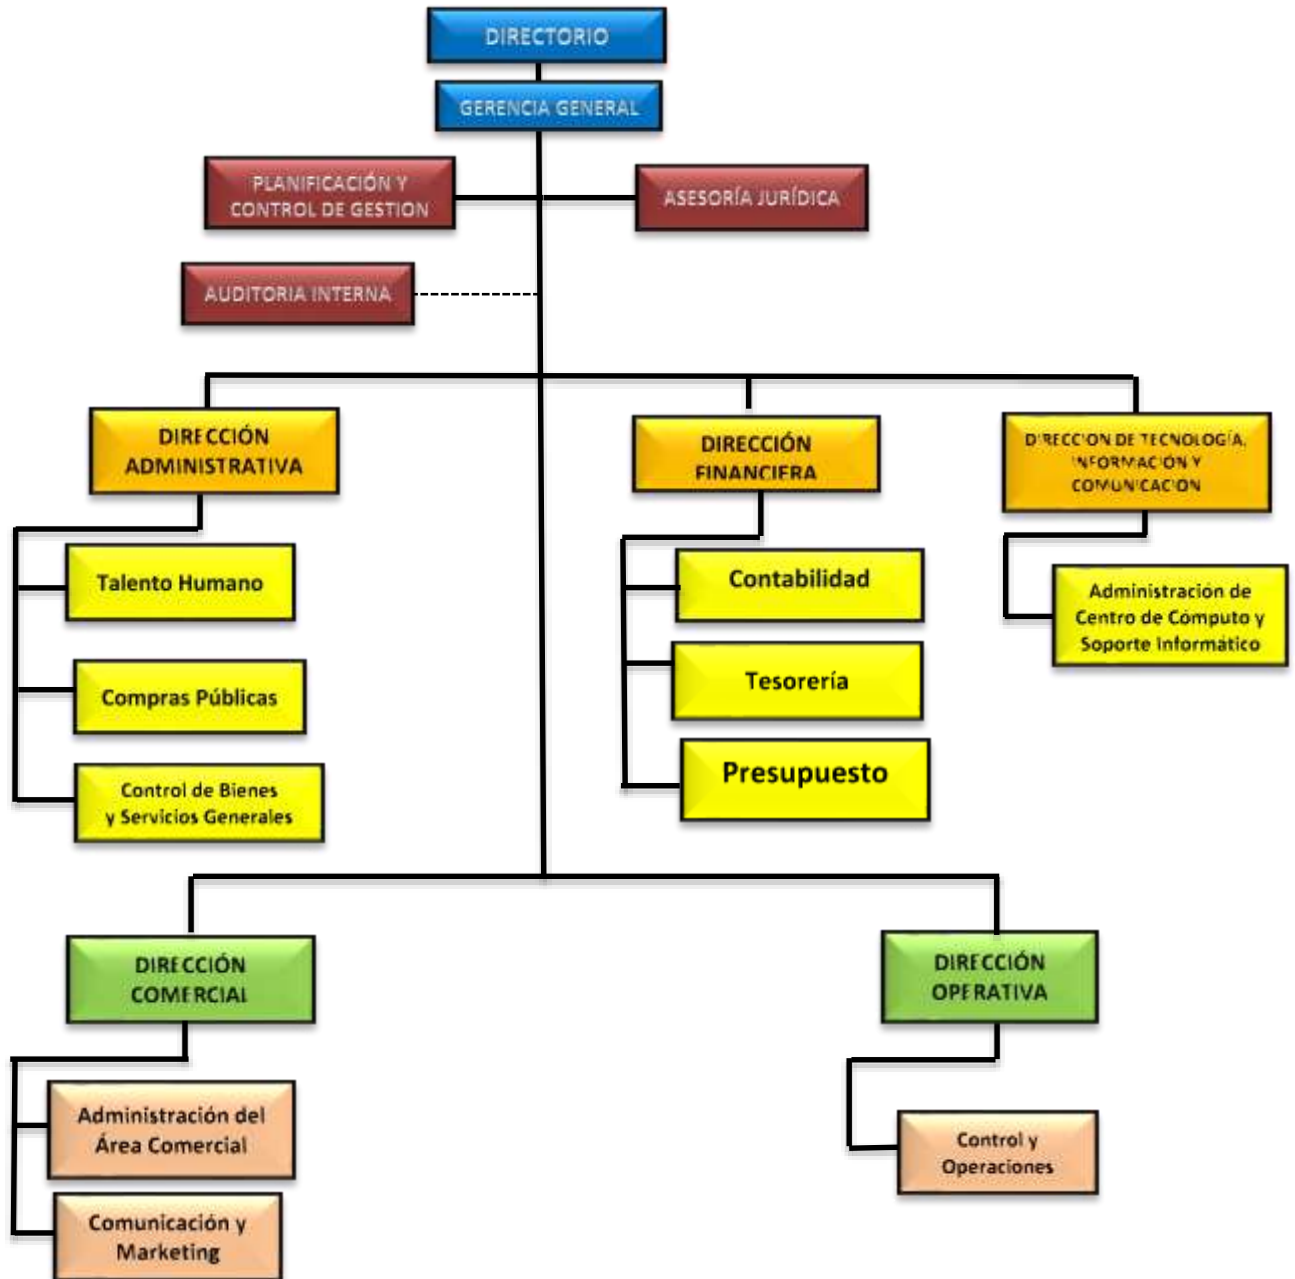 DIRECTORIO
GERENCIA GENERAL
PLANIFICACIÓN Y
CONTROL DE GESTION
ASESORÍA JURÍDICA
AUDITORIA INTERNA
DIRECCIÓN
ADMINISTRATIVA
DIRECCIÓN
FINANCIERA
DIRECCION DE TECNOLOGÍA,
INFORMACIÓN Y
COMUNICACIÓN
Talento Humano
Compras Públicas
Control de Bienes
y Servicios Generales
Contabilidad
Tesorería
Presupuesto
Administración de
Centro de Cómputo y
Soporte Informático
DIRECCIÓN
COMERCIAL
DIRECCIÓN
OPERATIVA
Administración del
Área Comercial
Comunicación y
Marketing
Control y
Operaciones